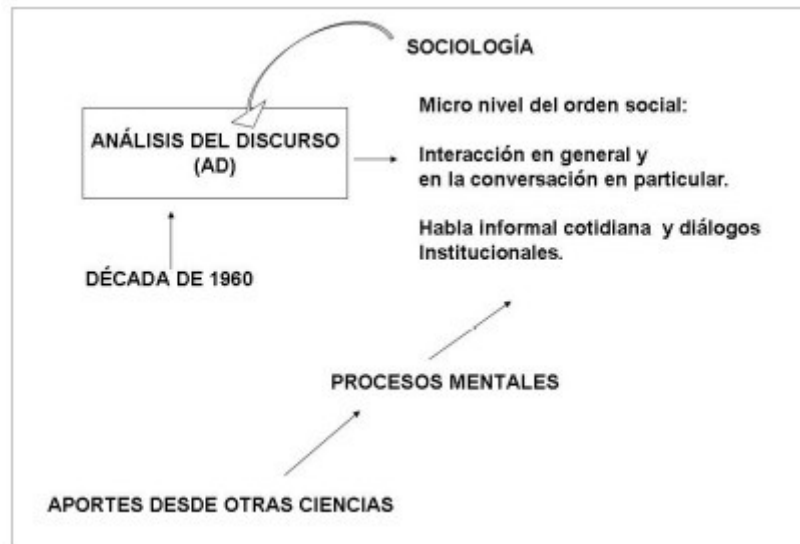 SOCIOLOGÍA
Micro nivel del orden social:
ANÁLISIS DEL DISCURSO
(AD)
Interacción en general y
en la conversación en particular.
Habla informal cotidiana y diálogos
Institucionales.
DÉCADA DE 1960
PROCESOS MENTALES
APORTES DESDE OTRAS CIENCIAS